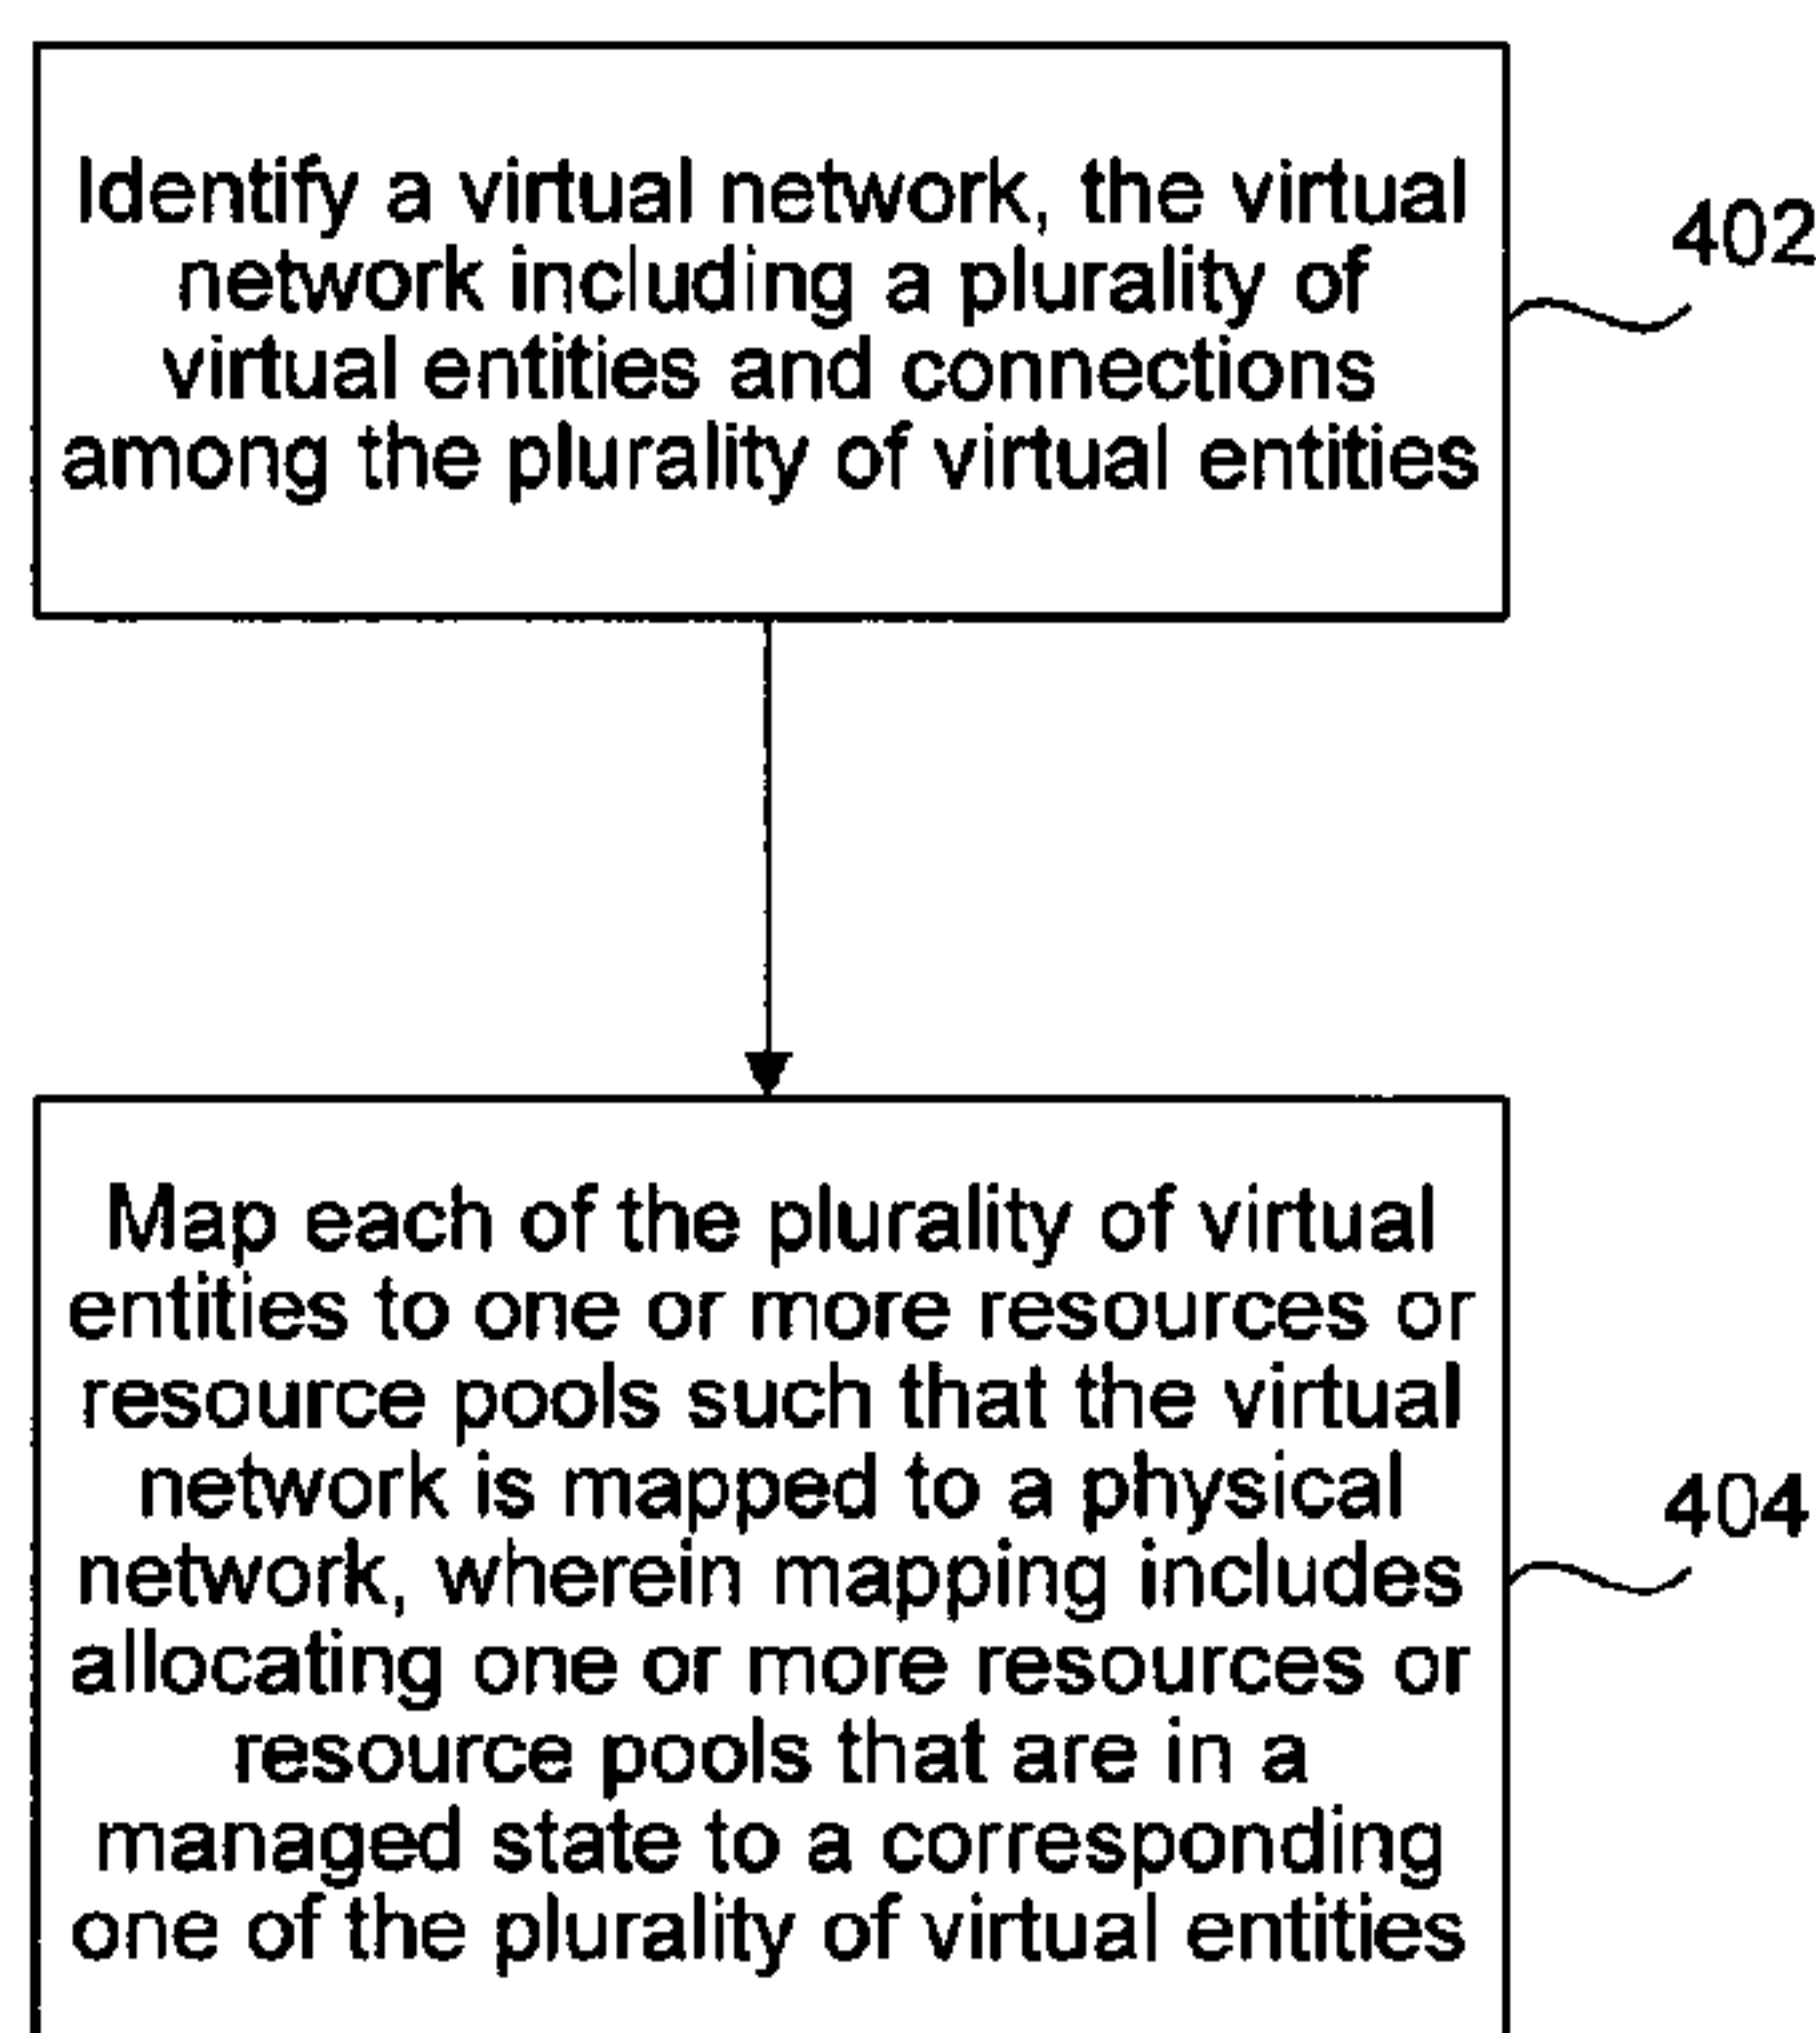 Identify a virtual network, the virtual
network including a plurality of
virtual entities and connections
among the plurality of virtual entities
402
Map each of the plurality of virtual
entities to one or more resources or
resource pools such that the virtual
network is mapped to a physical
network, wherein mapping includes
allocating one or more resources or
resource pools that are in a
managed state to a corresponding
one of the plurality of virtual entities
404